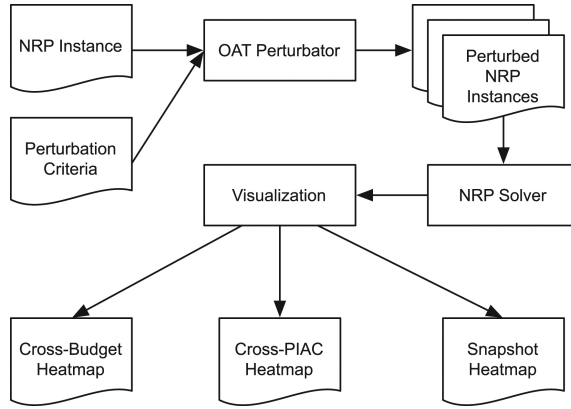 NRP Instance
OAT Perturbator
Perturbed
NRP
Instances
Perturbation
Criteria
Visualization
NRP Solver
Cross-Budget
Heatmap
Cross-PIAC
Heatmap
Snapshot
Heatmap